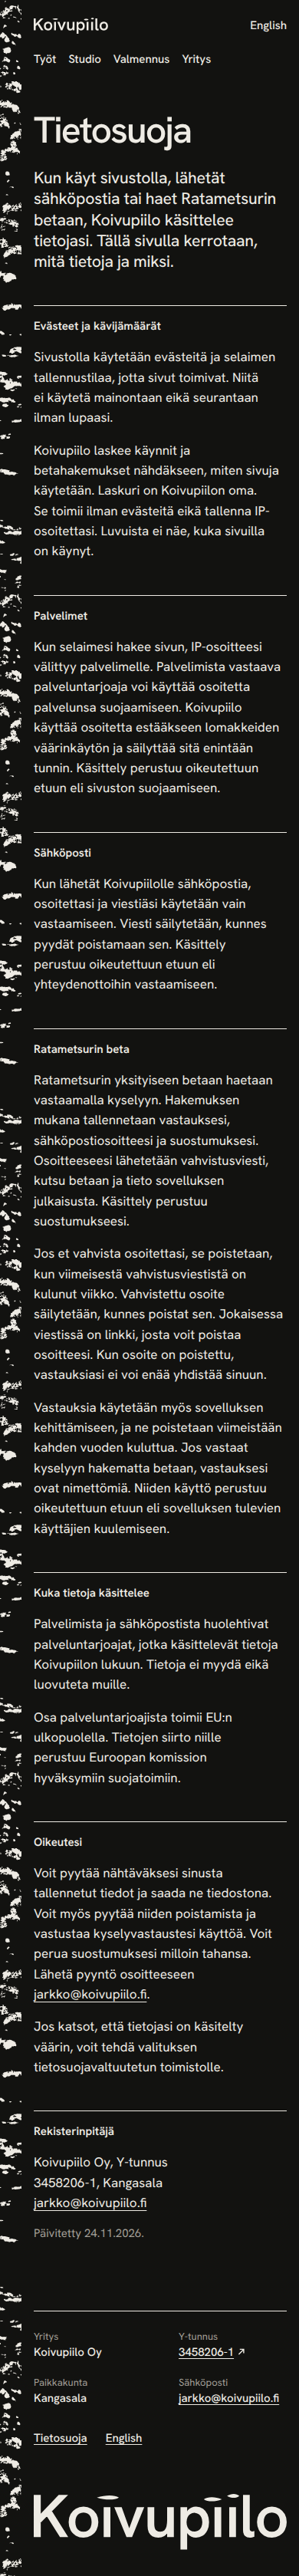 Koivupiilo
English
Työt Studio Valmennus Yritys
Tietosuoja
Kun käyt sivustolla, lähetät
sähköpostia tai haet Ratametsurin
betaan, Koivupiilo käsittelee
tietojasi. Tällä sivulla kerrotaan,
mitä tietoja ja miksi.
Evästeet ja kävijämäärät
Sivustolla käytetään evästeitä ja selaimen
tallennustilaa, jotta sivut toimivat. Niitä
ei käytetä mainontaan eikä seurantaan
ilman lupaasi.
Koivupiilo laskee käynnit ja
betahakemukset nähdäkseen, miten sivuja
käytetään. Laskuri on Koivupiilon oma.
Se toimii ilman evästeitä eikä tallenna IP-
osoitettasi. Luvuista ei näe, kuka sivuilla
on käynyt.
Palvelimet
Kun selaimesi hakee sivun, IP-osoitteesi
välittyy palvelimelle. Palvelimista vastaava
palveluntarjoaja voi käyttää osoitetta
palvelunsa suojaamiseen. Koivupiilo
käyttää osoitetta estääkseen lomakkeiden
väärinkäytön ja säilyttää sitä enintään
tunnin. Käsittely perustuu oikeutettuun
etuun eli sivuston suojaamiseen.
Sähköposti
Kun lähetät Koivupiilolle sähköpostia,
osoitettasi ja viestiäsi käytetään vain
vastaamiseen. Viesti säilytetään, kunnes
pyydät poistamaan sen. Käsittely
perustuu oikeutettuun etuun eli
yhteydenottoihin vastaamiseen.
Ratametsurin beta
Ratametsurin yksityiseen betaan haetaan
vastaamalla kyselyyn. Hakemuksen
mukana tallennetaan vastauksesi,
sähköpostiosoitteesi ja suostumuksesi.
Osoitteeseesi lähetetään vahvistusviesti,
kutsu betaan ja tieto sovelluksen
julkaisusta. Käsittely perustuu
suostumukseesi.
Jos et vahvista osoitettasi, se poistetaan,
kun viimeisestä vahvistusviestistä on
kulunut viikko. Vahvistettu osoite
säilytetään, kunnes poistat sen. Jokaisessa
viestissä on linkki, josta voit poistaa
osoitteesi. Kun osoite on poistettu,
vastauksiasi ei voi enää yhdistää sinuun.
Vastauksia käytetään myös sovelluksen
kehittämiseen, ja ne poistetaan viimeistään
kahden vuoden kuluttua. Jos vastaat
kyselyyn hakematta betaan, vastauksesi
ovat nimettömiä. Niiden käyttö perustuu
oikeutettuun etuun eli sovelluksen tulevien
käyttäjien kuulemiseen.
Kuka tietoja käsittelee
Palvelimista ja sähköpostista huolehtivat
palveluntarjoajat, jotka käsittelevät tietoja
Koivupiilon lukuun. Tietoja ei myydä eikä
luovuteta muille.
Osa palveluntarjoajista toimii EU:n
ulkopuolella. Tietojen siirto niille
perustuu Euroopan komission
hyväksymiin suojatoimiin.
Oikeutesi
Voit pyytää nähtäväksesi sinusta
tallennetut tiedot ja saada ne tiedostona.
Voit myös pyytää niiden poistamista ja
vastustaa kyselyvastaustesi käyttöä. Voit
perua suostumuksesi milloin tahansa.
Lähetä pyyntö osoitteeseen
jarkko@koivupiilo.fi.
Jos katsot, että tietojasi on käsitelty
väärin, voit tehdä valituksen
tietosuojavaltuutetun toimistolle.
Rekisterinpitäjä
Koivupiilo Oy, Y-tunnus
3458206-1, Kangasala
jarkko@koivupiilo.fi
Päivitetty 24.11.2026.
Yritys
Koivupiilo Oy
Y-tunnus
3458206-1 ↗
Paikkakunta
Kangasala
Sähköposti
jarkko@koivupiilo.fi
Tietosuoja English
Koivupiilo